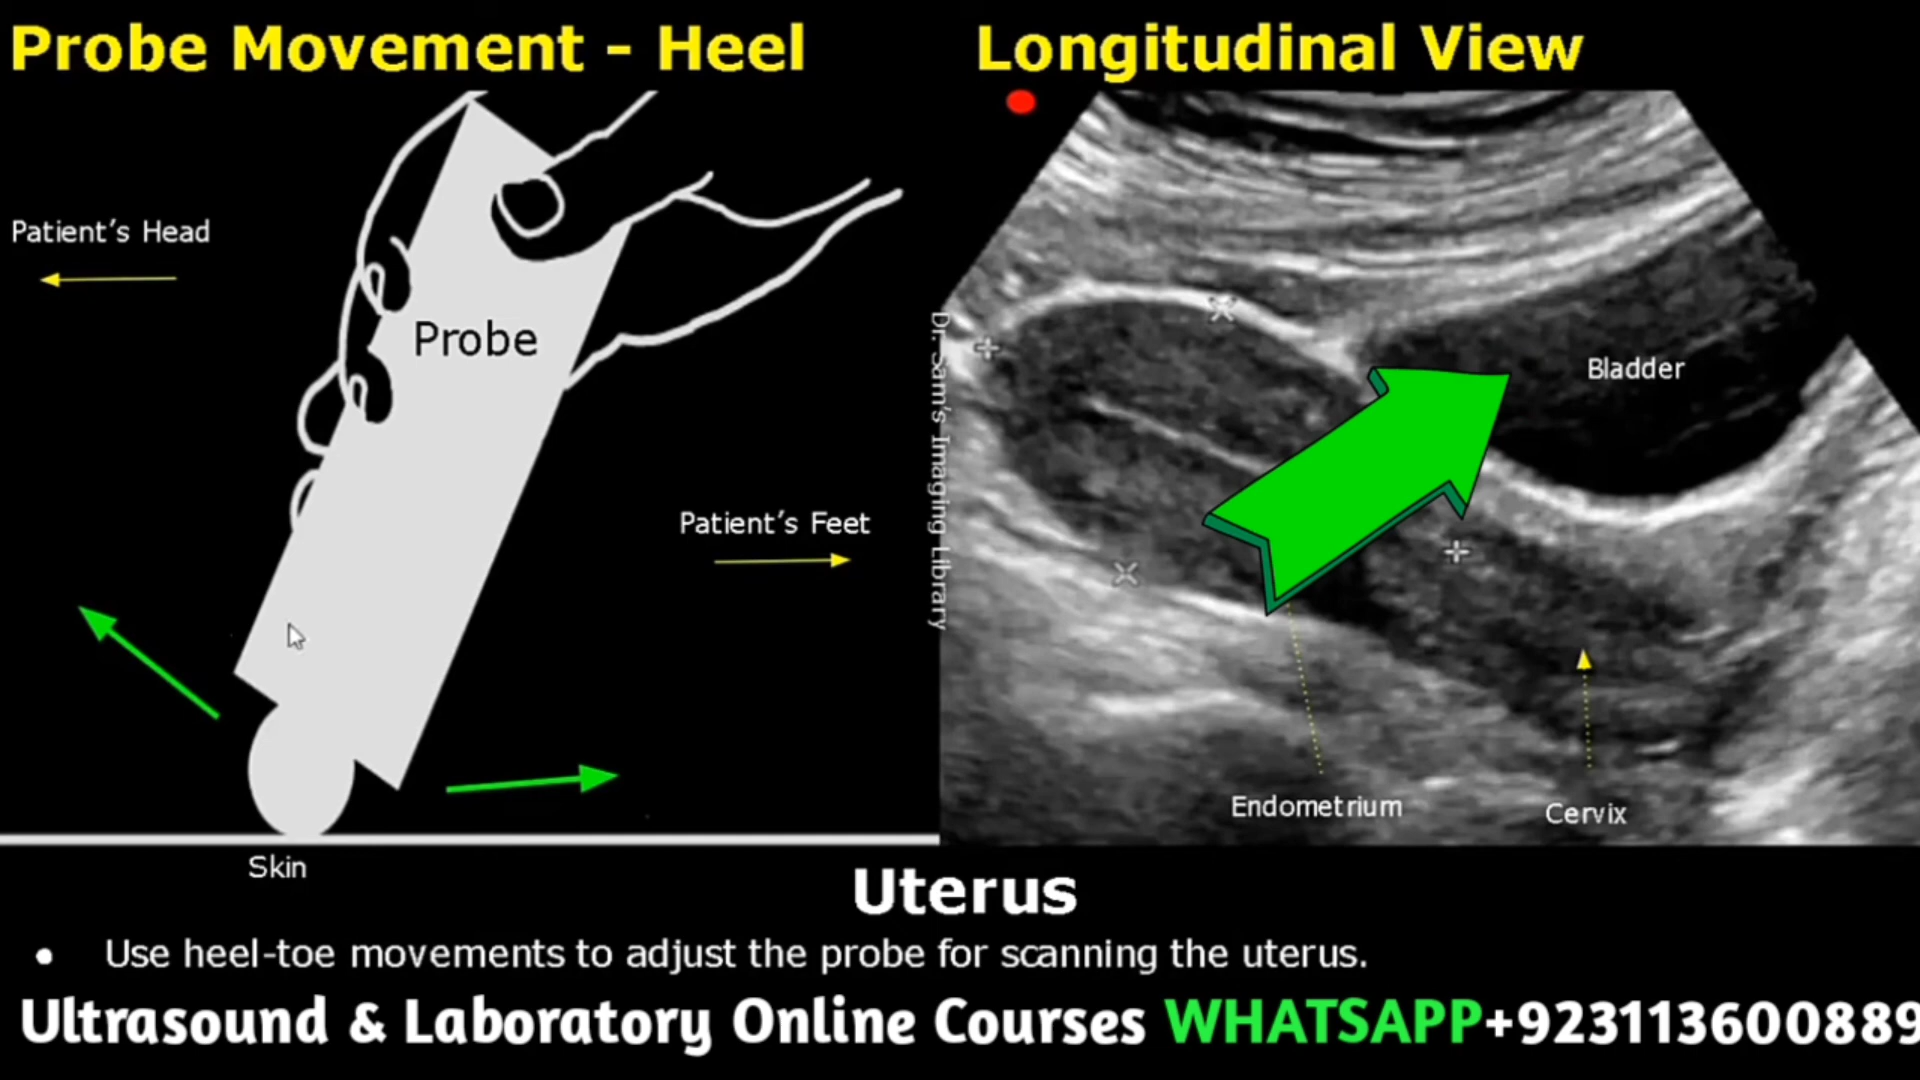 Probe Movement - Heel
Longitudinal View
Patient's Head
Probe
Patient's Feet
Skin
Dr. Sam's Imaging Library
Bladder
Endometrium
Cervix
Uterus
• Use heel-toe movements to adjust the probe for scanning the uterus.
Ultrasound & Laboratory Online Courses WHATSAPP+923113600889